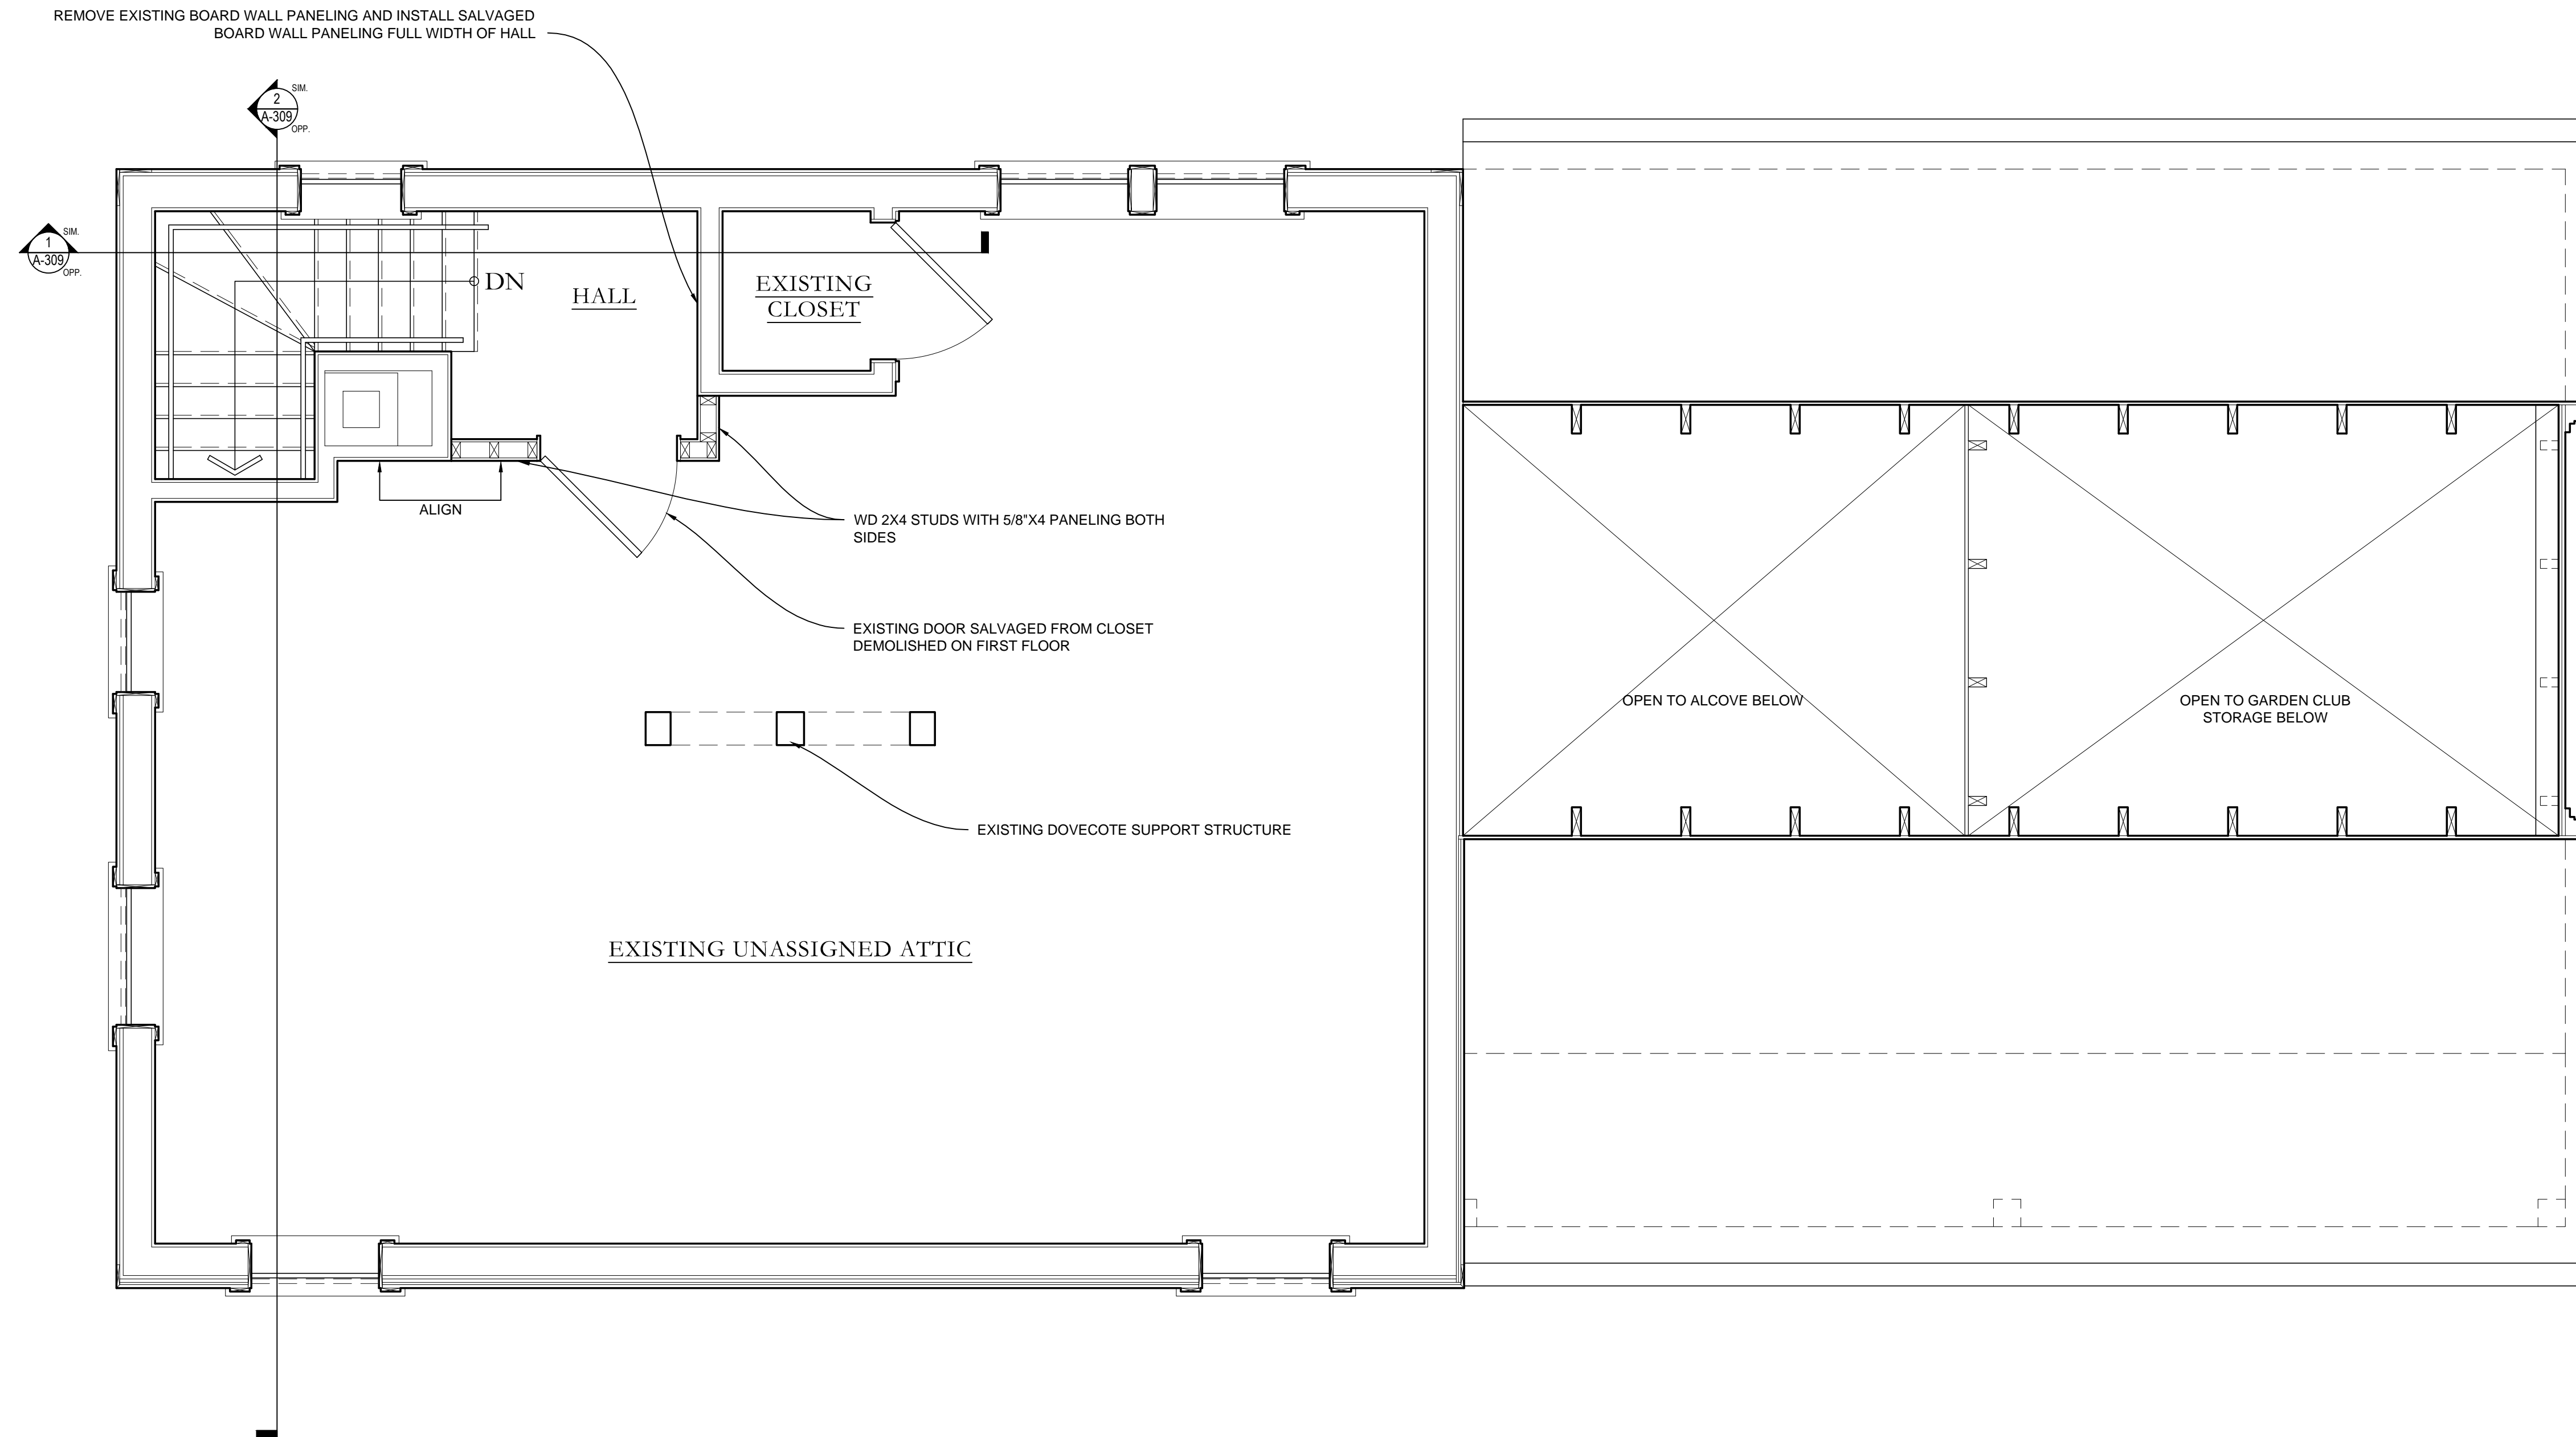 REMOVE EXISTING BOARD WALL PANELING AND INSTALL SALVAGED
BOARD WALL PANELING FULL WIDTH OF HALL
SIM.
2
A-309
OPP.
SIM.
1
A-309
OPP.
DN
HALL
EXISTING
CLOSET
ALIGN
WD 2X4 STUDS WITH 5/8"X4 PANELING BOTH
SIDES
EXISTING DOOR SALVAGED FROM CLOSET
DEMOLISHED ON FIRST FLOOR
OPEN TO ALCOVE BELOW
OPEN TO GARDEN CLUB
STORAGE BELOW
EXISTING DOVECOTE SUPPORT STRUCTURE
EXISTING UNASSIGNED ATTIC